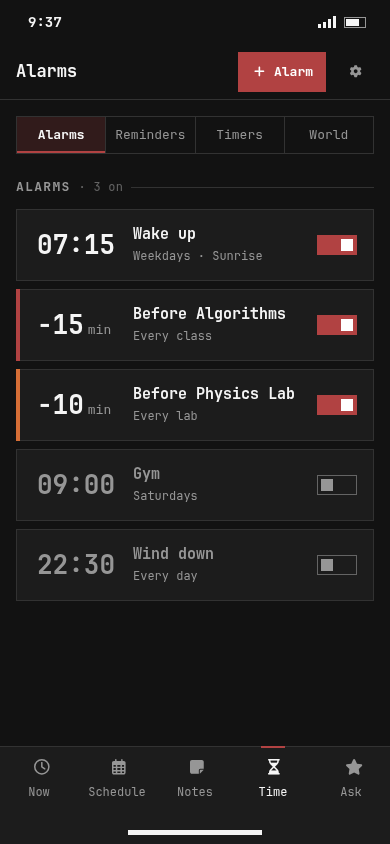 9:37
Alarms
+ Alarm
Alarms
Reminders
Timers
World
ALARMS · 3 on
07:15
Wake up
Weekdays · Sunrise
-15 min
Before Algorithms
Every class
-10 min
Before Physics Lab
Every lab
09:00
Gym
Saturdays
22:30
Wind down
Every day
Now
Schedule
Notes
Time
Ask